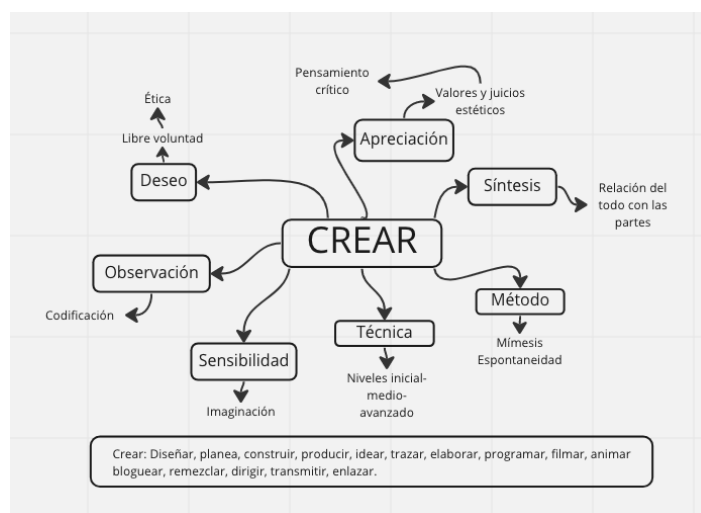 Pensamiento
crítico
Valores y juicios
estéticos
Ética
Libre voluntad
Apreciación
Deseo
Síntesis
Relación del
todo con las
partes
CREAR
Observación
Codificación
Método
Mímesis
Espontaneidad
Técnica
Niveles inicial-
medio-
avanzado
Sensibilidad
Imaginación
Crear: Diseñar, planea, construir, producir, idear, trazar, elaborar, programar, filmar, animar
bloguear, remezclar, dirigir, transmitir, enlazar.